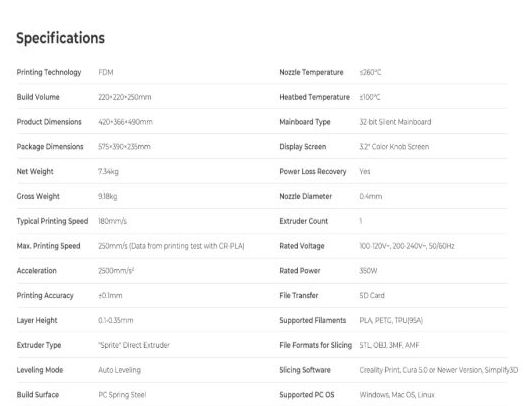 Specifications
Printing Technology FDM
Build Volume 220*220*250mm
Product Dimensions 420*366*490mm
Package Dimensions 575*390*235mm
Net Weight 7.34kg
Gross Weight 9.18kg
Typical Printing Speed 180mm/s
Max. Printing Speed 250mm/s (Data from printing test with CR-PLA)
Acceleration 2500mm/s²
Printing Accuracy ±0.1mm
Layer Height 0.1-0.35mm
Extruder Type "Sprite" Direct Extruder
Leveling Mode Auto Leveling
Build Surface PC Spring Steel
Nozzle Temperature ≤260°C
Heatbed Temperature ≤100°C
Mainboard Type 32-bit Silent Mainboard
Display Screen 3.2" Color Knob Screen
Power Loss Recovery Yes
Nozzle Diameter 0.4mm
Extruder Count 1
Rated Voltage 100-120V~, 200-240V~, 50/60Hz
Rated Power 350W
File Transfer SD Card
Supported Filaments PLA, PETG, TPU(95A)
File Formats for Slicing STL, OBJ, 3MF, AMF
Slicing Software Creality Print, Cura 5.0 or Newer Version, Simplify3D
Supported PC OS Windows, Mac OS, Linux